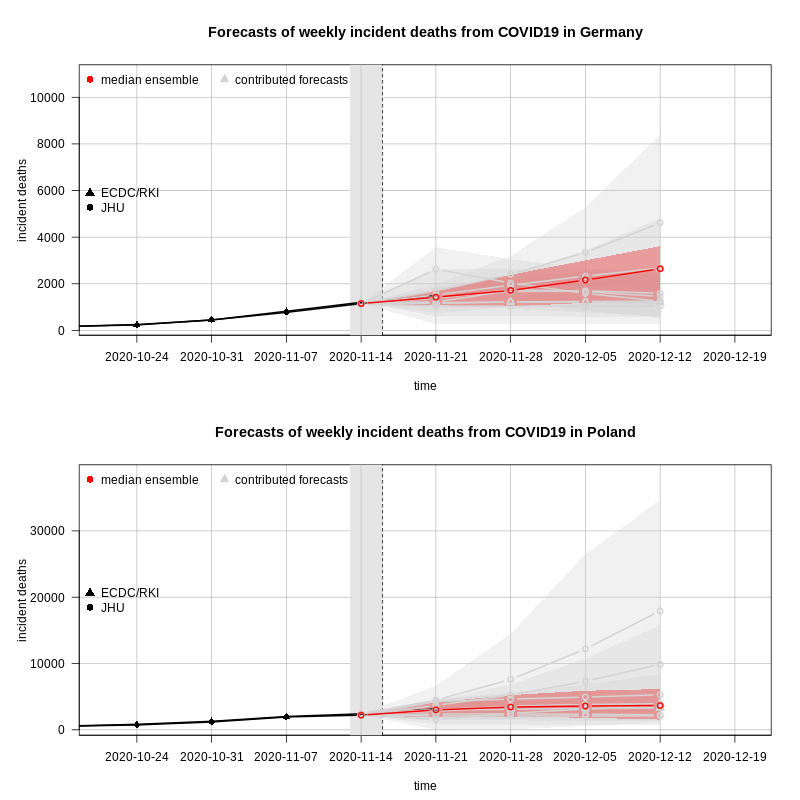 Forecasts of weekly incident deaths from COVID19 in Germany
median ensemble
contributed forecasts
10000
8000
6000
4000
2000
0
incident deaths
ECDC/RKI
JHU
2020-10-24 2020-10-31 2020-11-07 2020-11-14 2020-11-21 2020-11-28 2020-12-05 2020-12-12 2020-12-19
time
Forecasts of weekly incident deaths from COVID19 in Poland
median ensemble
contributed forecasts
30000
20000
10000
0
incident deaths
ECDC/RKI
JHU
2020-10-24 2020-10-31 2020-11-07 2020-11-14 2020-11-21 2020-11-28 2020-12-05 2020-12-12 2020-12-19
time